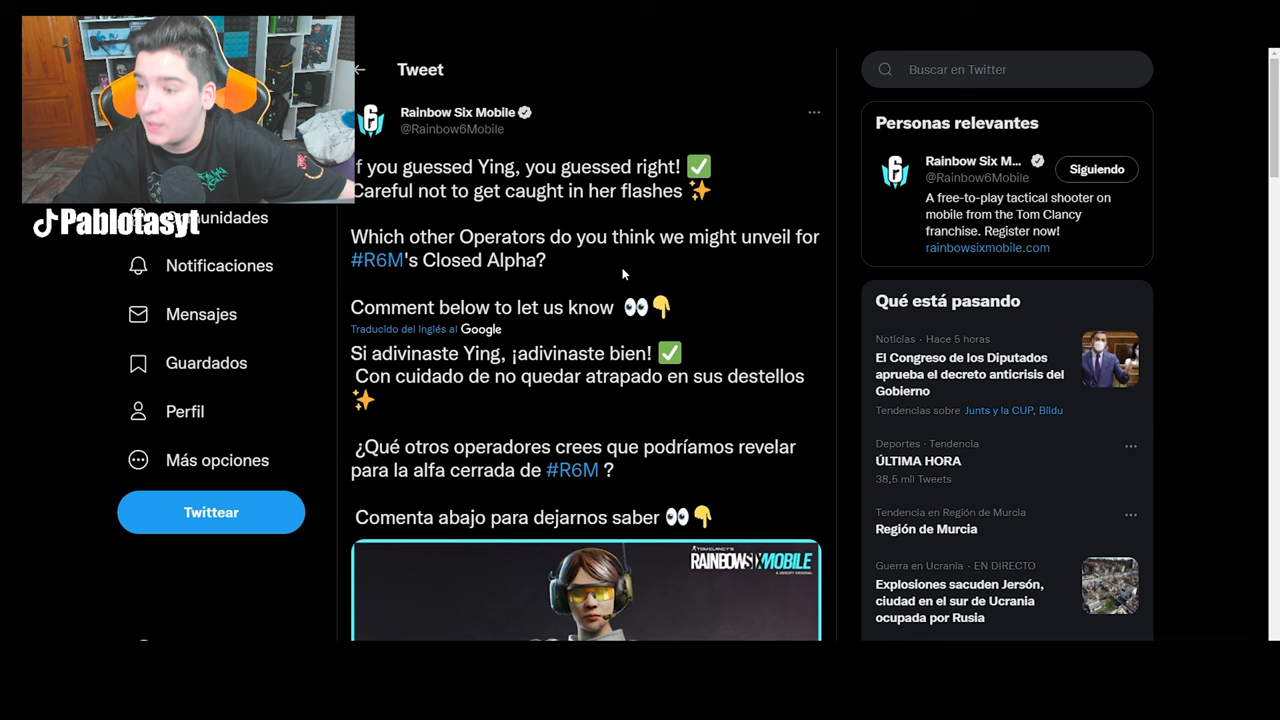 Tweet
Rainbow Six Mobile
@Rainbow6Mobile
f you guessed Ying, you guessed right! ✅
Careful not to get caught in her flashes ✨
Which other Operators do you think we might unveil for
#R6M's Closed Alpha?
Comment below to let us know 👀👇
Traducido del inglés al Google
Si adivinaste Ying, ¡adivinaste bien! ✅
Con cuidado de no quedar atrapado en sus destellos
✨
¿Qué otros operadores crees que podríamos revelar
para la alfa cerrada de #R6M ?
Comenta abajo para dejarnos saber 👀👇
TOM CLANCY'S
RAINBOWSIX MOBILE
A UBISOFT ORIGINAL
Pablotasyt
munidades
Notificaciones
Mensajes
Guardados
Perfil
Más opciones
Twittear
Buscar en Twitter
Personas relevantes
Rainbow Six M...
@Rainbow6Mobile
Siguiendo
A free-to-play tactical shooter on
mobile from the Tom Clancy
franchise. Register now!
rainbowsixmobile.com
Qué está pasando
Noticias · Hace 5 horas
El Congreso de los Diputados
aprueba el decreto anticrisis del
Gobierno
Tendencias sobre Junts y la CUP, Bildu
Deportes · Tendencia
ÚLTIMA HORA
38,5 mil Tweets
Tendencia en Región de Murcia
Región de Murcia
Guerra en Ucrania · EN DIRECTO
Explosiones sacuden Jersón,
ciudad en el sur de Ucrania
ocupada por Rusia